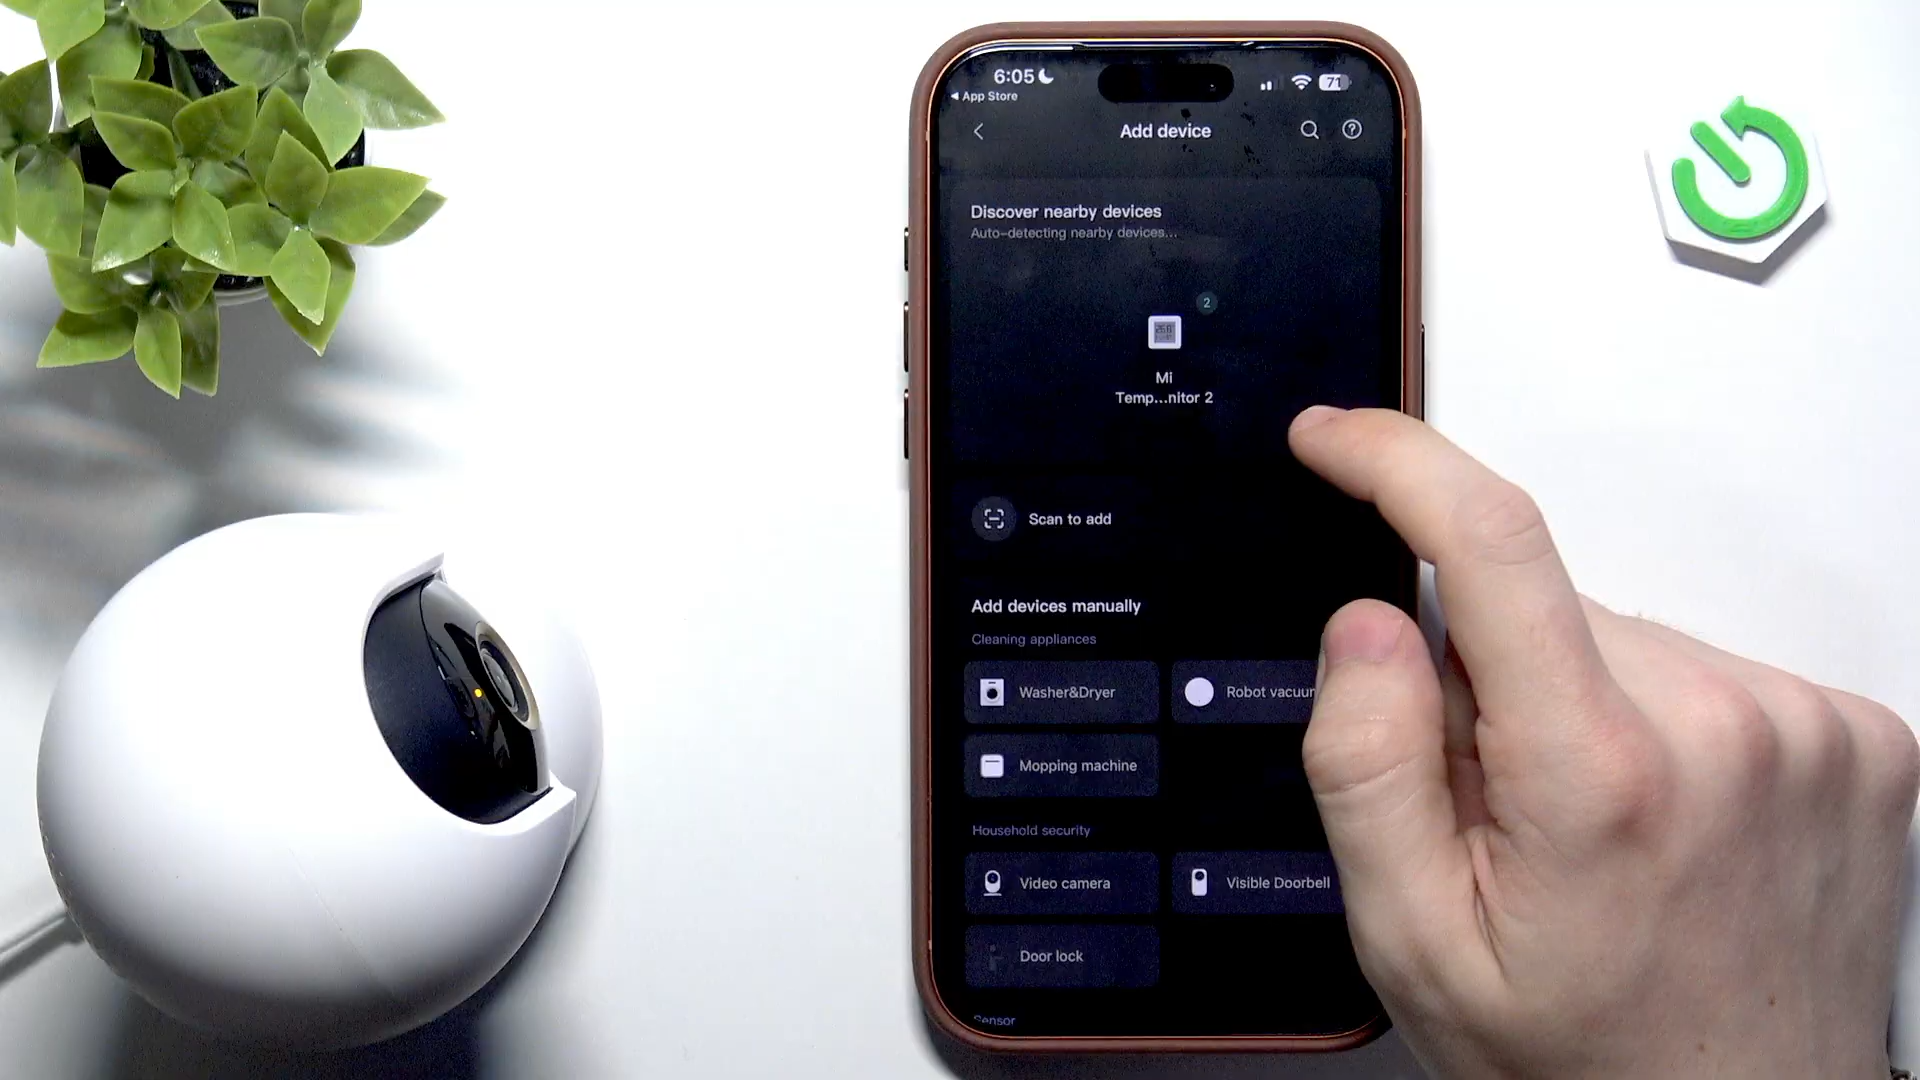 6:05
71
App Store
Add device
Discover nearby devices
Auto-detecting nearby devices...
2
Mi
Temp...nitor 2
Scan to add
Add devices manually
Cleaning appliances
Washer&Dryer
Robot vacuum
Mopping machine
Household security
Video camera
Visible Doorbell
Door lock
Sensor